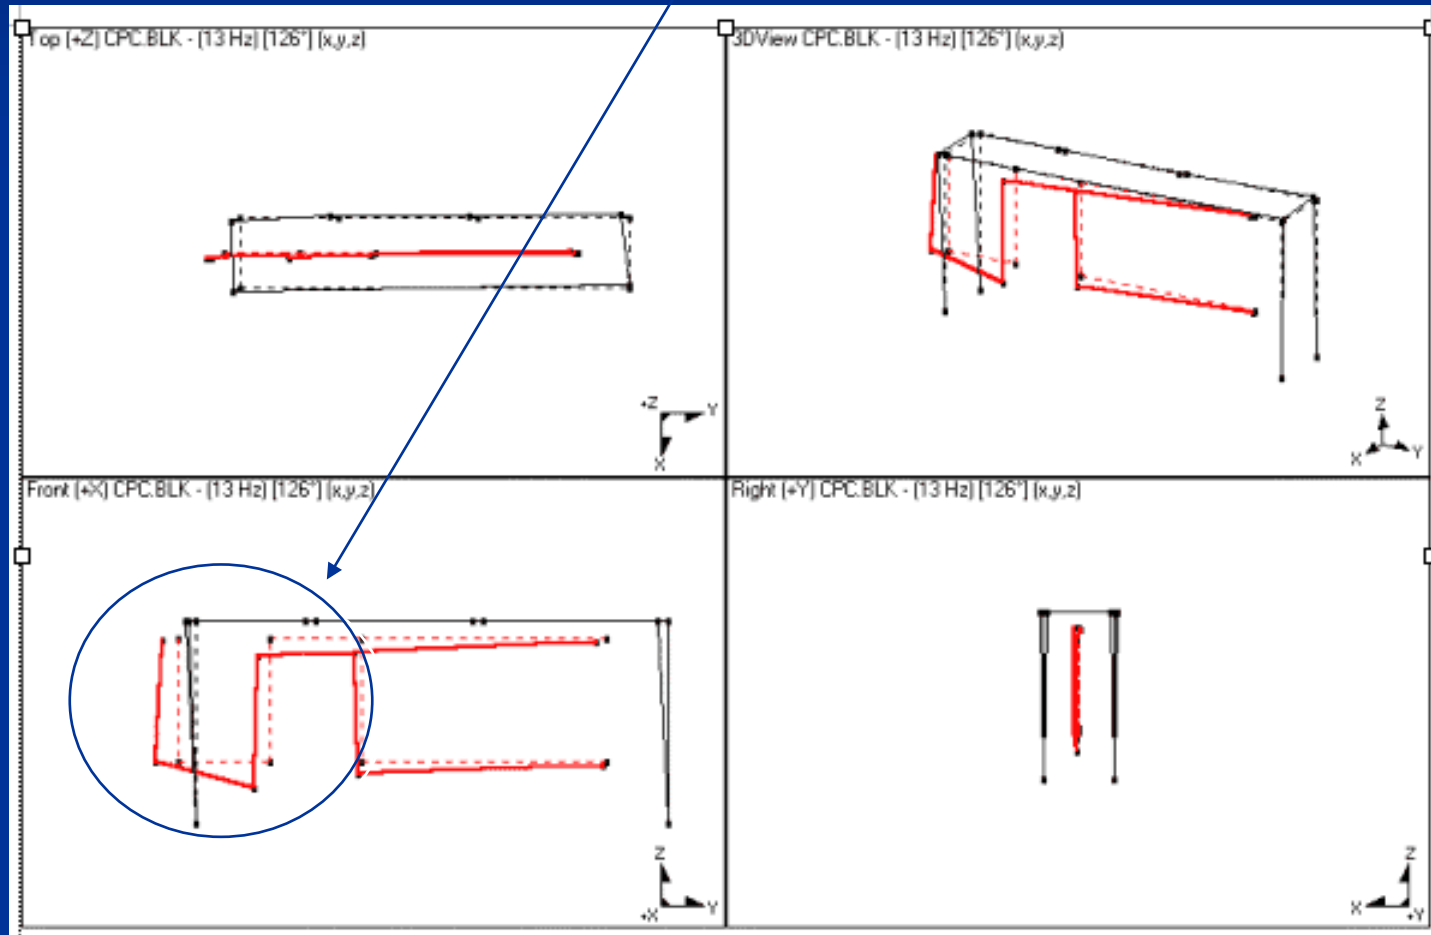 Top (+Z) CPC.BLK - (13 Hz) [126°] (x,y,z)
3DView CPC.BLK - (13 Hz) [126°] (x,y,z)
+Z
Y
X
Z
X
Y
Front (+X) CPC.BLK - (13 Hz) [126°] (x,y,z)
Right (+Y) CPC.BLK - (13 Hz) [126°] (x,y,z)
Z
+X
Y
Z
X
+Y